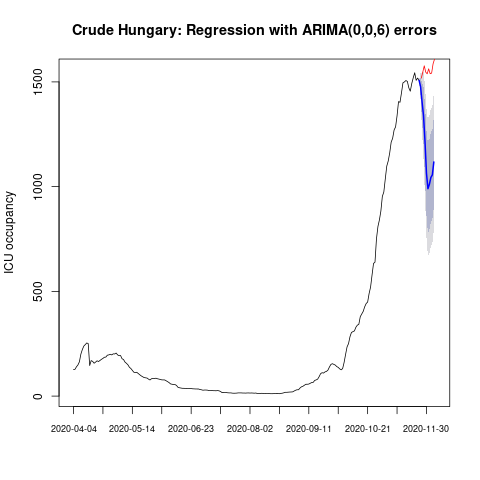 Crude Hungary: Regression with ARIMA(0,0,6) errors
ICU occupancy
1500
1000
500
0
2020-04-04 2020-05-14 2020-06-23 2020-08-02 2020-09-11 2020-10-21 2020-11-30